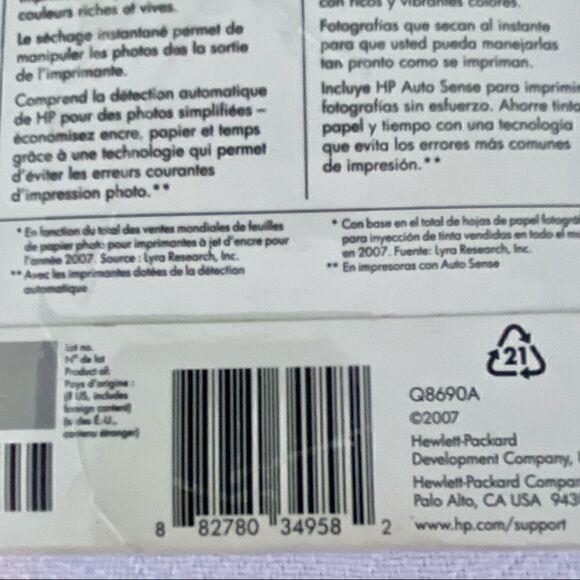 couleurs riches et vives.
Le séchage instantané permet de
manipuler les photos dès la sortie
de l'imprimante.
Comprend la détection automatique
de HP pour des photos simplifiées –
économisez encre, papier et temps
grâce à une technologie qui permet
d'éviter les erreurs courantes
d'impression photo.**
con ricos y vibrantes colores.
Fotografías que secan al instante
para que usted pueda manejarlas
tan pronto como se impriman.
Incluye HP Auto Sense para imprimi
fotografías sin esfuerzo. Ahorre tinto
papel y tiempo con una tecnología
que evita los errores más comunes
de impresión.**
* En fonction du total des ventes mondiales de feuilles
de papier photo pour imprimantes à jet d'encre pour
l'année 2007. Source : Lyra Research, Inc.
** Avec les imprimantes dotées de la détection
automatique
* Con base en el total de hojas de papel fotográ
para inyección de tinta vendidas en todo el mu
en 2007. Fuente: Lyra Research, Inc.
** En impresoras con Auto Sense
Lot no.
N° de lot
Product of:
Pays d'origine :
(if US, includes
foreign content)
(si des É.-U.,
contenu étranger)
8 82780 34958 2
21
Q8690A
©2007
Hewlett-Packard
Development Company,
Hewlett-Packard Compan
Palo Alto, CA USA 943
www.hp.com/support